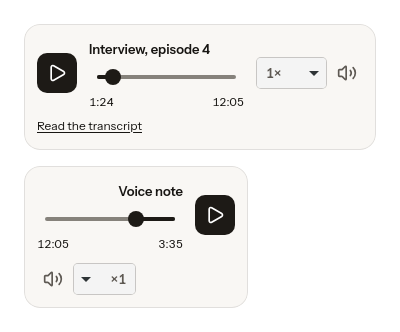 Interview, episode 4
1×
1:24 12:05
Read the transcript
Voice note
12:05 3:35
×1